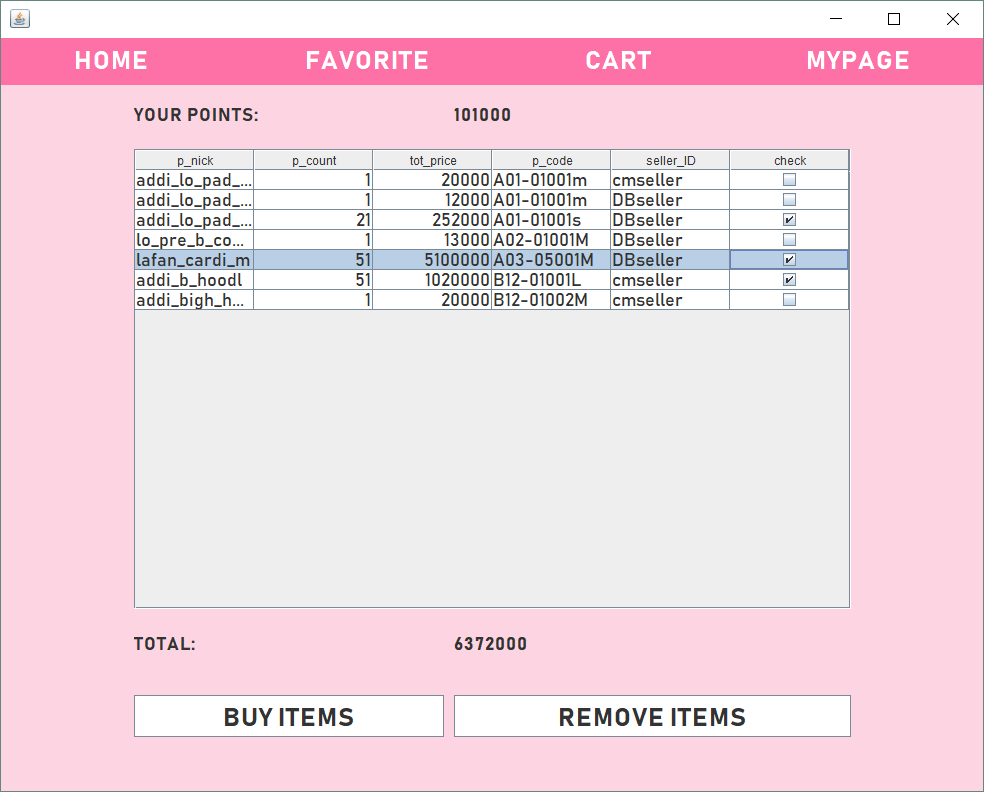 HOME FAVORITE CART MYPAGE
YOUR POINTS: 101000
p_nick p_count tot_price p_code seller_ID check
addi_lo_pad_... 1 20000 A01-01001m cmseller
addi_lo_pad_... 1 12000 A01-01001m DBseller
addi_lo_pad_... 21 252000 A01-01001s DBseller
lo_pre_b_co... 1 13000 A02-01001M DBseller
lafan_cardi_m 51 5100000 A03-05001M DBseller
addi_b_hoodl 51 1020000 B12-01001L cmseller
addi_bigh_h... 1 20000 B12-01002M cmseller
TOTAL: 6372000
BUY ITEMS REMOVE ITEMS